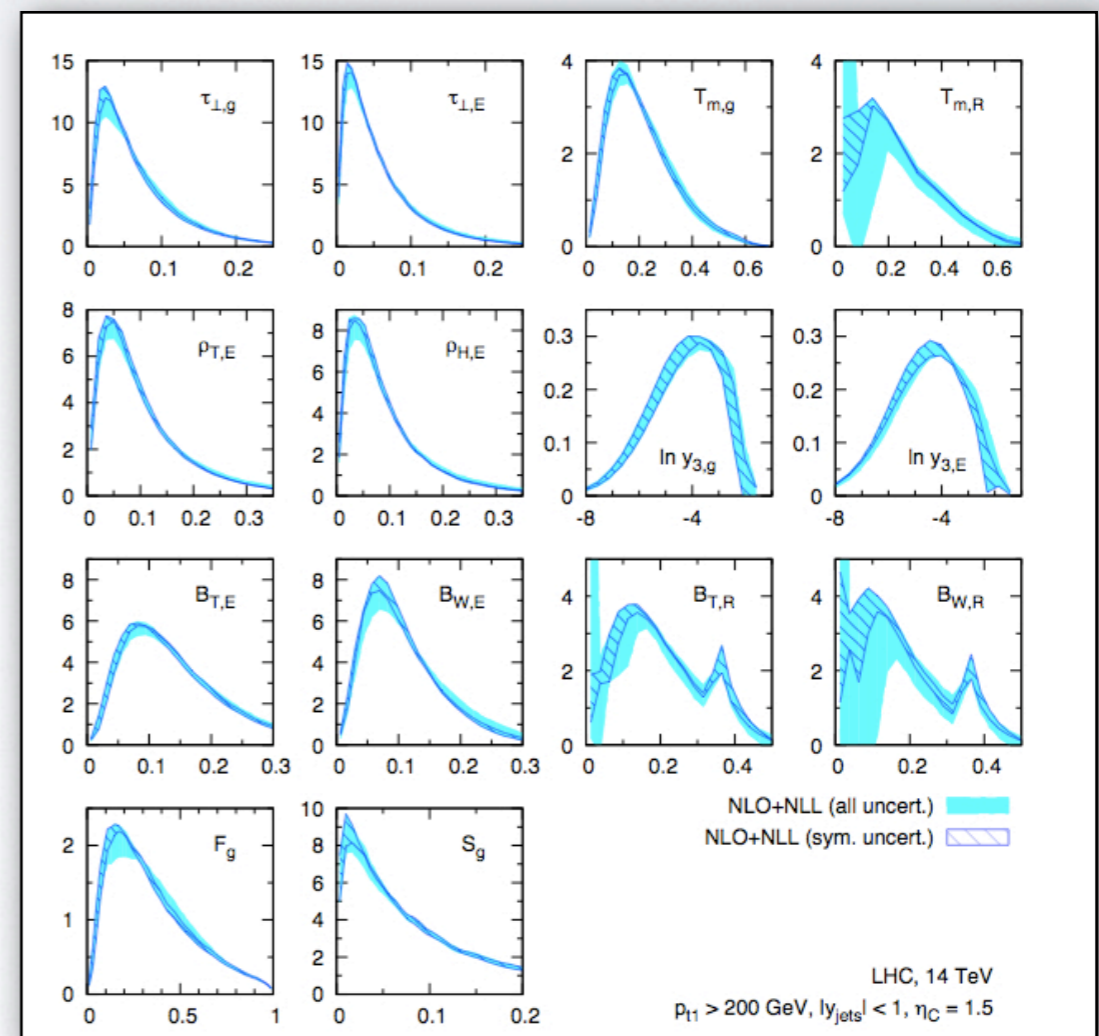 15
10
5
0
τ⊥,g
0 0.1 0.2
15
10
5
0
τ⊥,E
0 0.1 0.2
4
2
0
Tm,g
0 0.2 0.4 0.6
4
2
0
Tm,R
0 0.2 0.4 0.6
8
6
4
2
0
ρT,E
0 0.1 0.2 0.3
8
6
4
2
0
ρH,E
0 0.1 0.2 0.3
0.3
0.2
0.1
0
ln y3,g
-8 -4
0.3
0.2
0.1
0
ln y3,E
-8 -4
8
6
4
2
0
BT,E
0 0.1 0.2 0.3
8
6
4
2
0
BW,E
0 0.1 0.2 0.3
4
2
0
BT,R
0 0.2 0.4
4
2
0
BW,R
0 0.2 0.4
2
1
0
Fg
0 0.5 1
10
8
6
4
2
0
Sg
0 0.1 0.2
NLO+NLL (all uncert.)
NLO+NLL (sym. uncert.)
LHC, 14 TeV
pt1 > 200 GeV, |yjets| < 1, ηC = 1.5